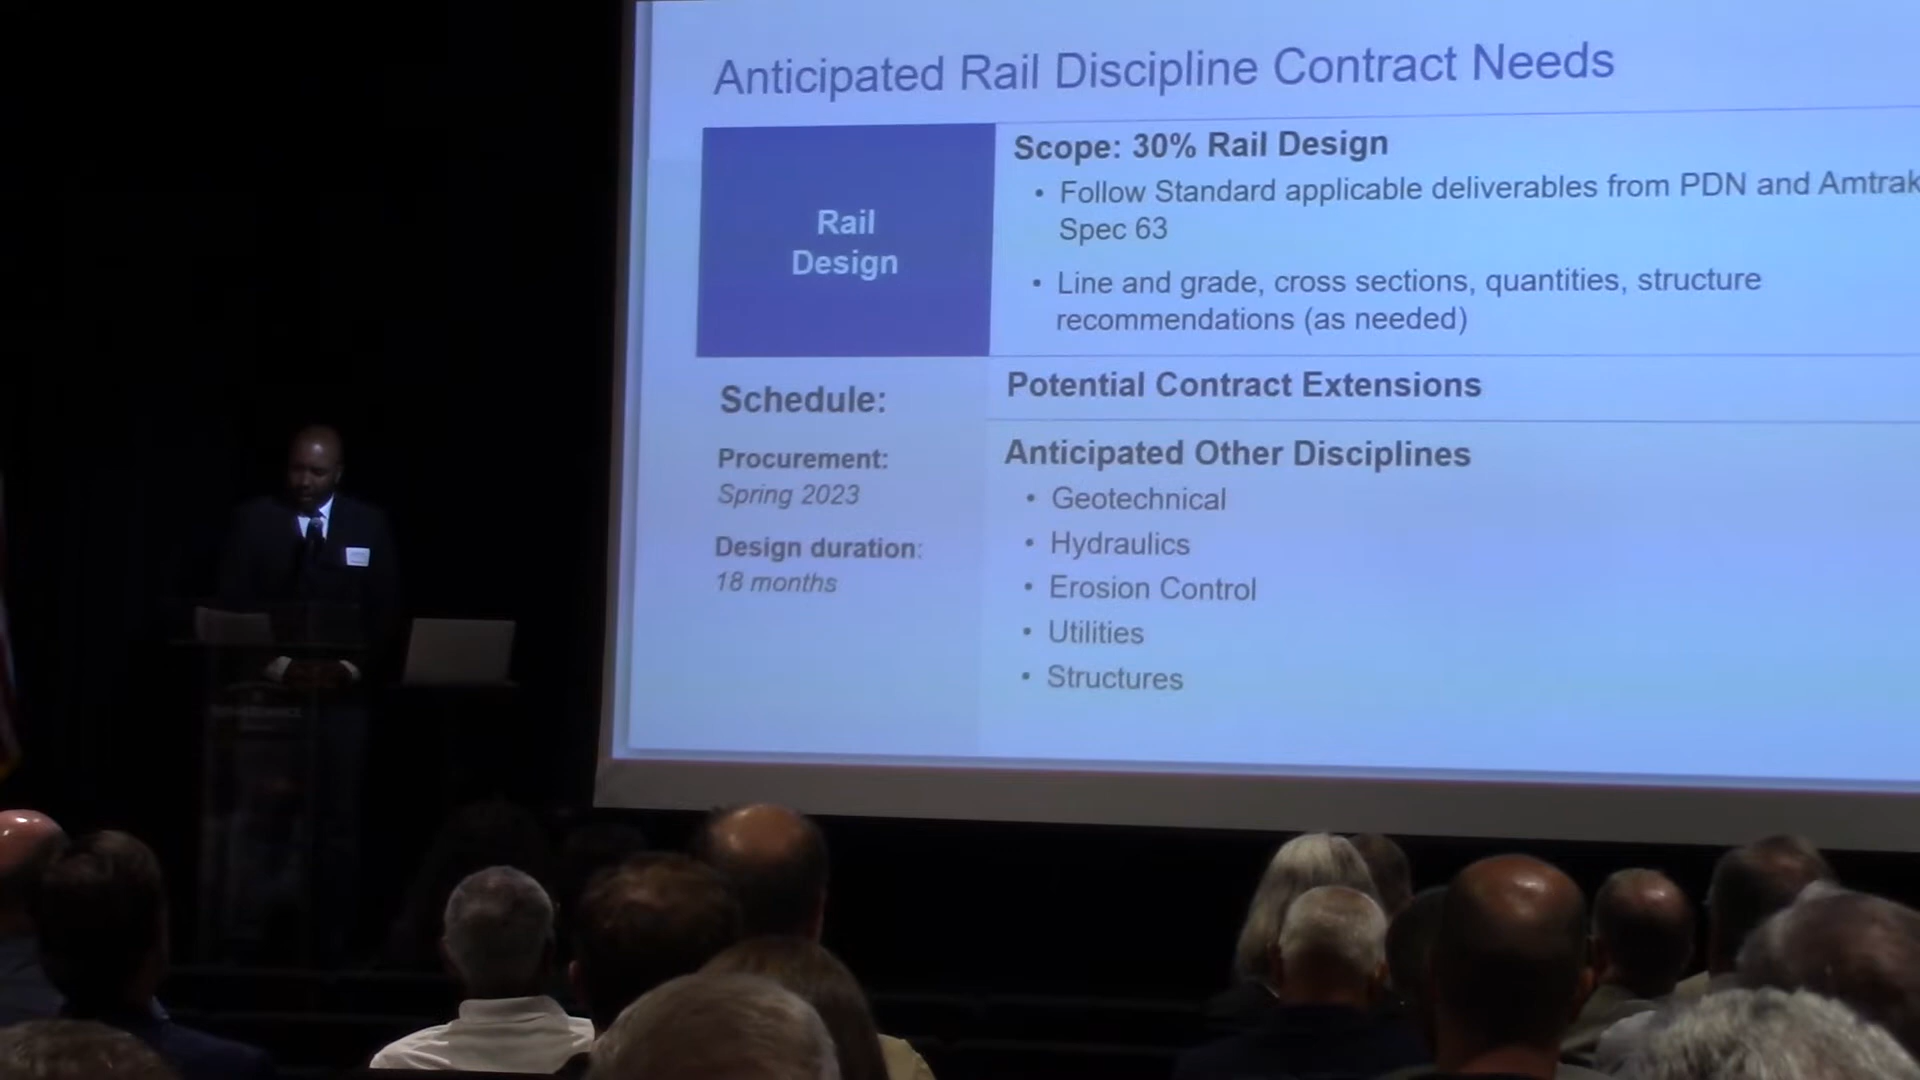 Anticipated Rail Discipline Contract Needs
Rail
Design
Scope: 30% Rail Design
• Follow Standard applicable deliverables from PDN and Amtrak
Spec 63
• Line and grade, cross sections, quantities, structure
recommendations (as needed)
Schedule:
Procurement:
Spring 2023
Design duration:
18 months
Potential Contract Extensions
Anticipated Other Disciplines
• Geotechnical
• Hydraulics
• Erosion Control
• Utilities
• Structures